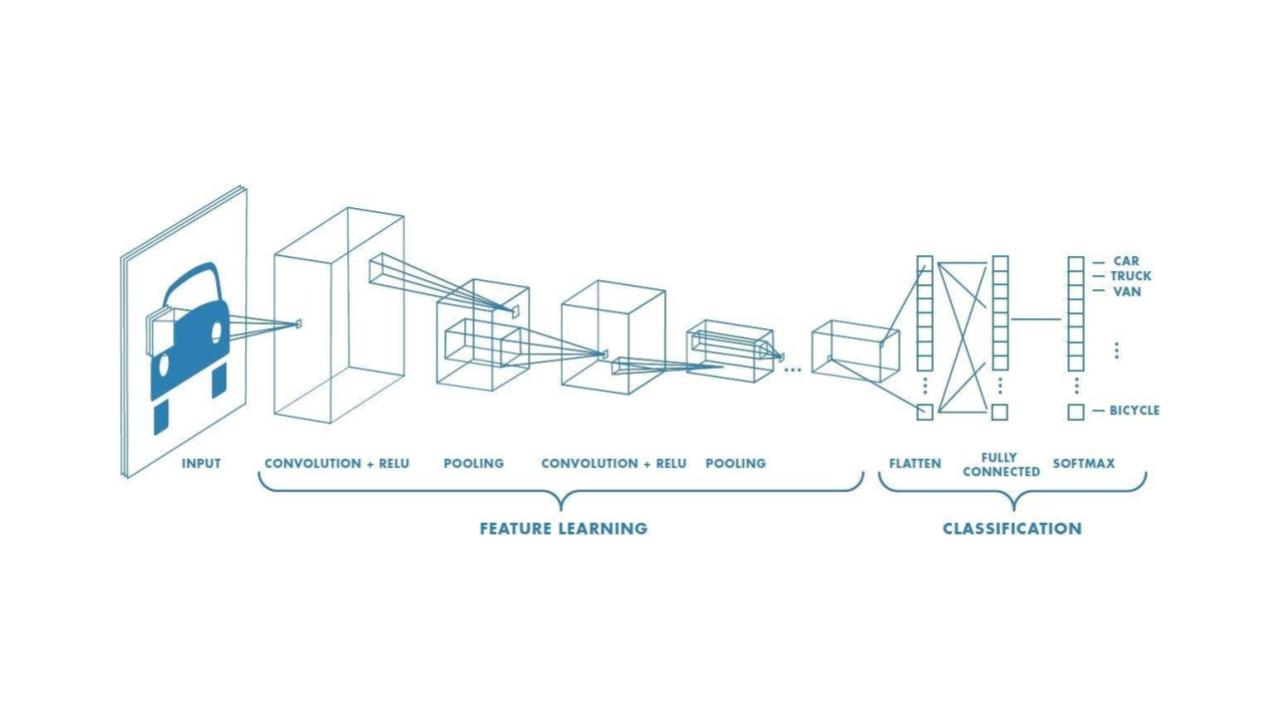 CAR
TRUCK
VAN
BICYCLE
INPUT
CONVOLUTION + RELU
POOLING
CONVOLUTION + RELU
POOLING
FLATTEN
FULLY
CONNECTED
SOFTMAX
FEATURE LEARNING
CLASSIFICATION